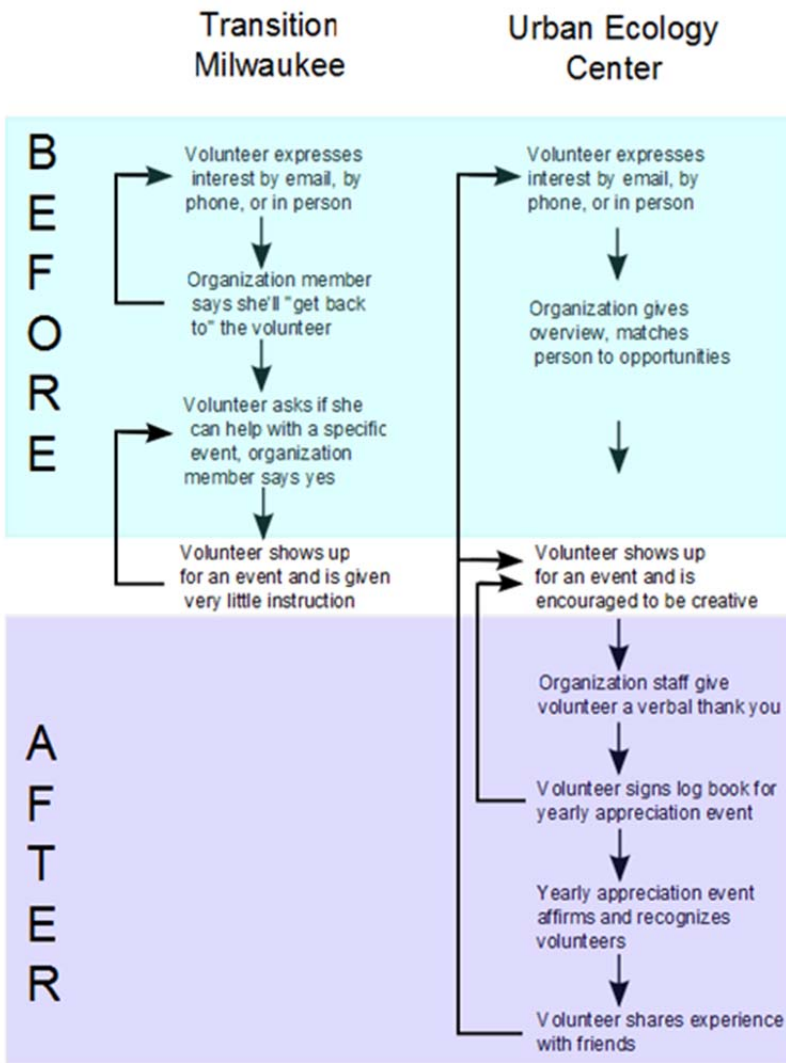 Transition
Milwaukee
Urban Ecology
Center
BEFORE
Volunteer expresses
interest by email, by
phone, or in person
Organization member
says she'll "get back
to" the volunteer
Volunteer asks if she
can help with a specific
event, organization
member says yes
Volunteer shows up
for an event and is given
very little instruction
Volunteer expresses
interest by email, by
phone, or in person
Organization gives
overview, matches
person to opportunities
Volunteer shows up
for an event and is
encouraged to be creative
AFTER
Organization staff give
volunteer a verbal thank you
Volunteer signs log book for
yearly appreciation event
Yearly appreciation event
affirms and recognizes
volunteers
Volunteer shares experience
with friends